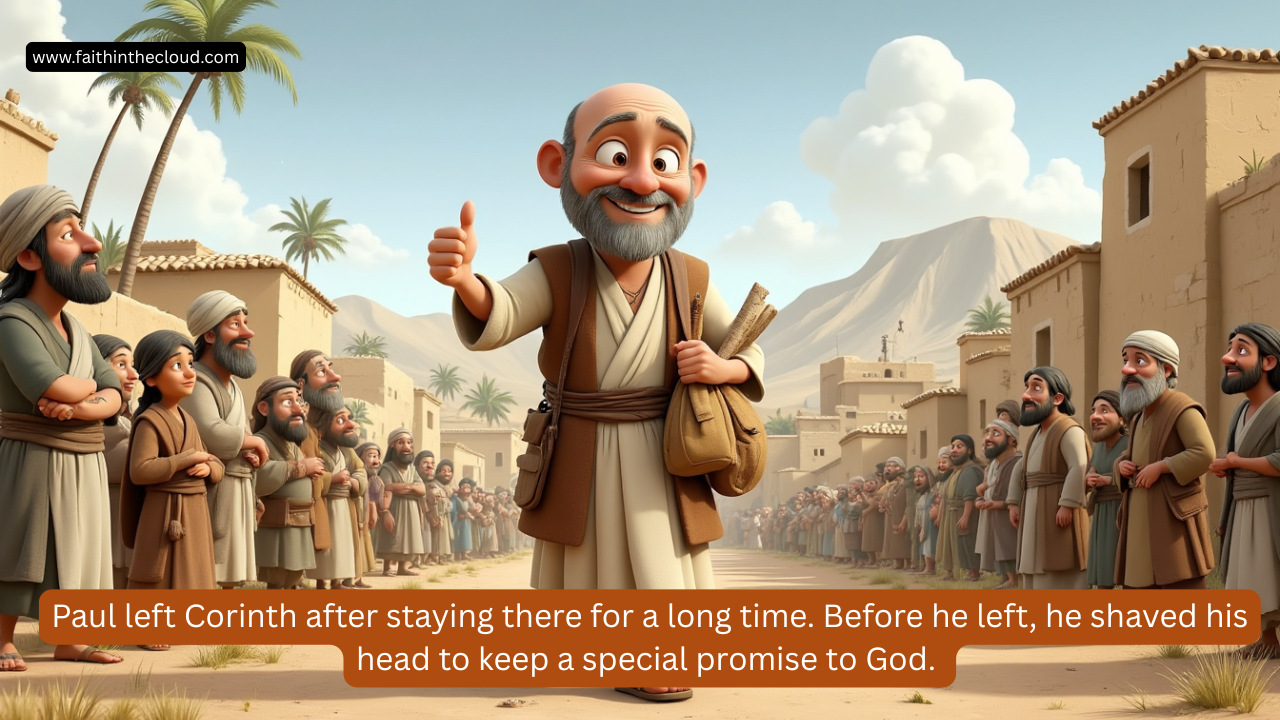 www.faithinthecloud.com
Paul left Corinth after staying there for a long time. Before he left, he shaved his
head to keep a special promise to God.